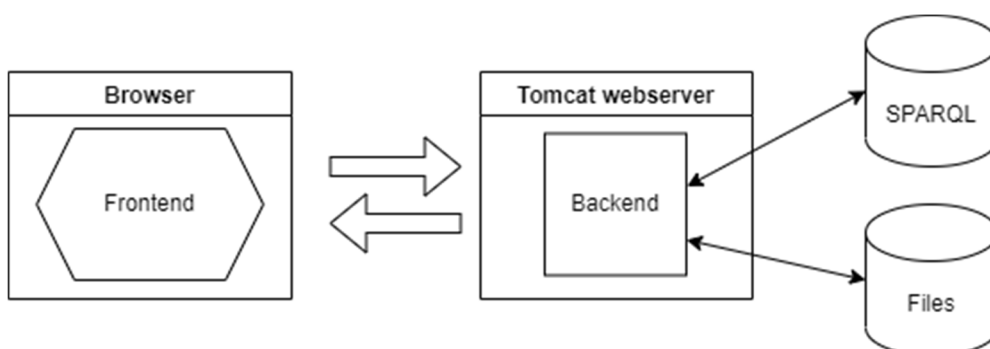 Browser
Frontend
Tomcat webserver
Backend
SPARQL
Files